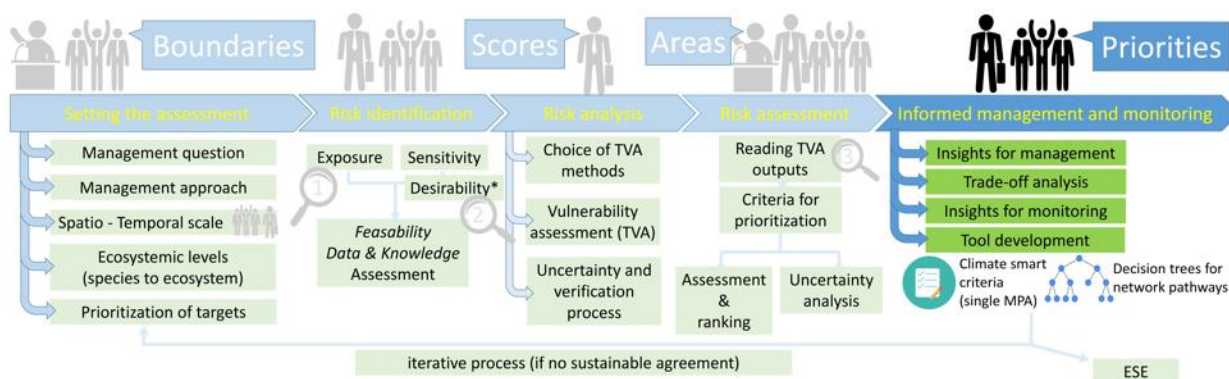 Boundaries
Scores
Areas
Priorities
Setting the assessment
Risk identification
Risk analysis
Risk assessment
Informed management and monitoring
Management question
Management approach
Spatio - Temporal scale
Ecosystemic levels
(species to ecosystem)
Prioritization of targets
Exposure
Sensitivity
1
Desirability*
2
Feasability
Data & Knowledge
Assessment
Choice of TVA
methods
Vulnerability
assessment (TVA)
Uncertainty and
verification
process
Reading TVA
outputs
3
Criteria for
prioritization
Assessment
&
ranking
Uncertainty
analysis
Insights for management
Trade-off analysis
Insights for monitoring
Tool development
Climate smart
criteria
(single MPA)
Decision trees for
network pathways
iterative process (if no sustainable agreement)
ESE